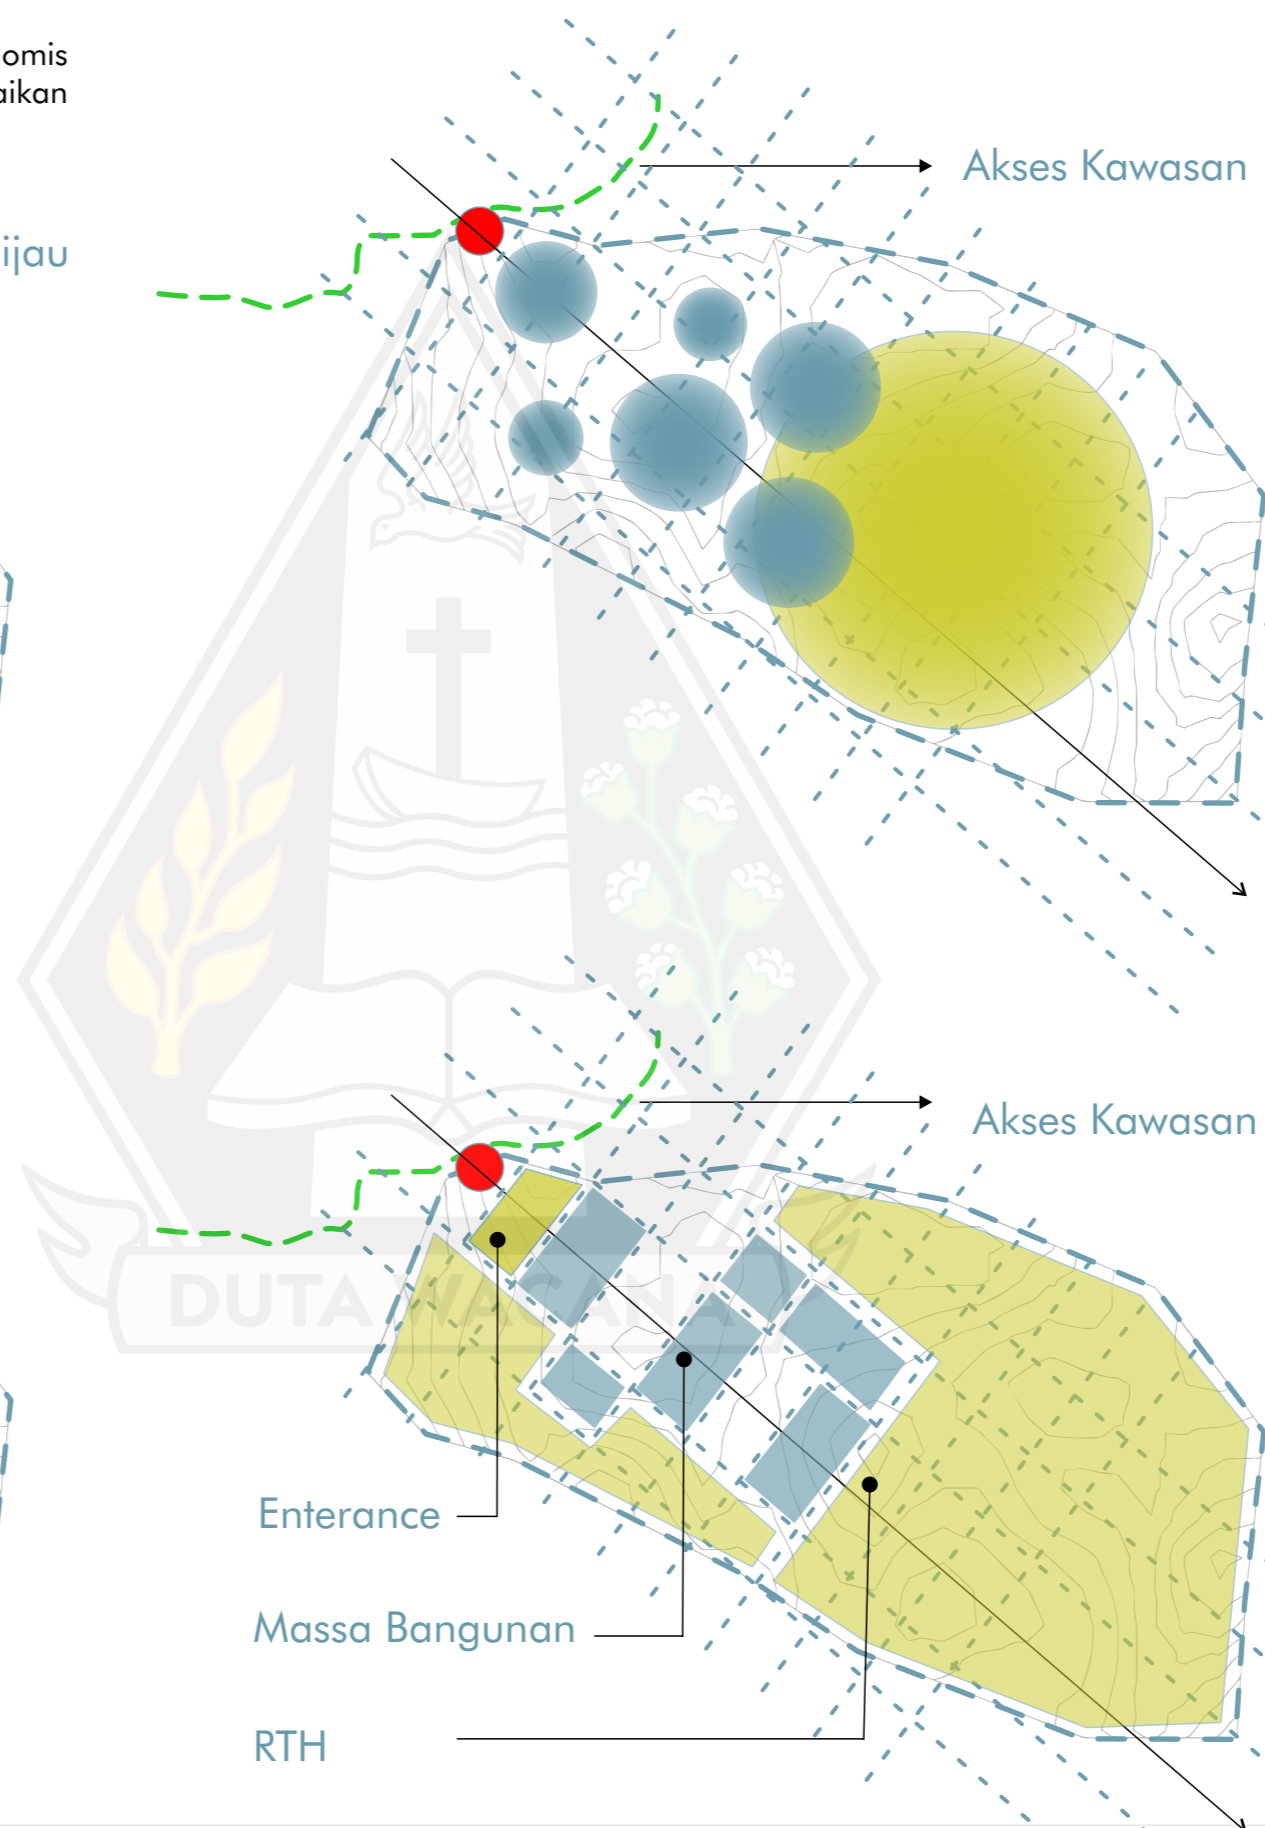 omis
aikan
Akses Kawasan
ijau
Akses Kawasan
DUTA WACANA
Enterance
Massa Bangunan
RTH